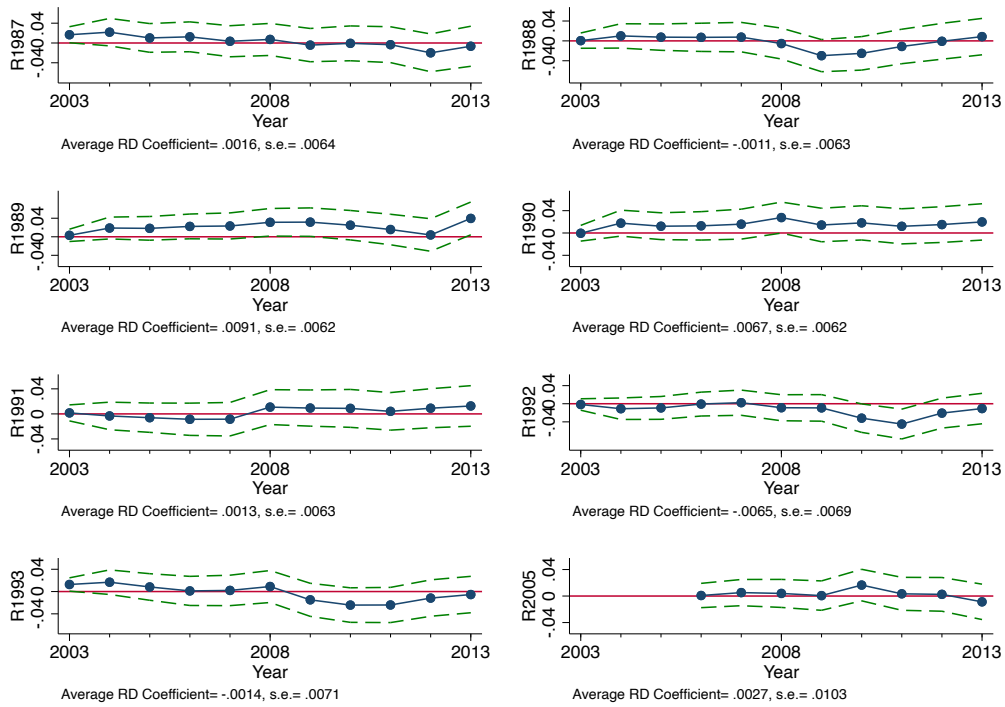 R1987
-.04 0 .04
2003 2008 2013
Year
Average RD Coefficient= .0016, s.e.= .0064
R1988
-.04 0 .04
2003 2008 2013
Year
Average RD Coefficient= -.0011, s.e.= .0063
R1989
-.04 0 .04
2003 2008 2013
Year
Average RD Coefficient= .0091, s.e.= .0062
R1990
-.04 0 .04
2003 2008 2013
Year
Average RD Coefficient= .0067, s.e.= .0062
R1991
-.04 0 .04
2003 2008 2013
Year
Average RD Coefficient= .0013, s.e.= .0063
R1992
-.04 0 .04
2003 2008 2013
Year
Average RD Coefficient= -.0065, s.e.= .0069
R1993
-.04 0 .04
2003 2008 2013
Year
Average RD Coefficient= -.0014, s.e.= .0071
R2005
-.04 0 .04
2003 2008 2013
Year
Average RD Coefficient= .0027, s.e.= .0103